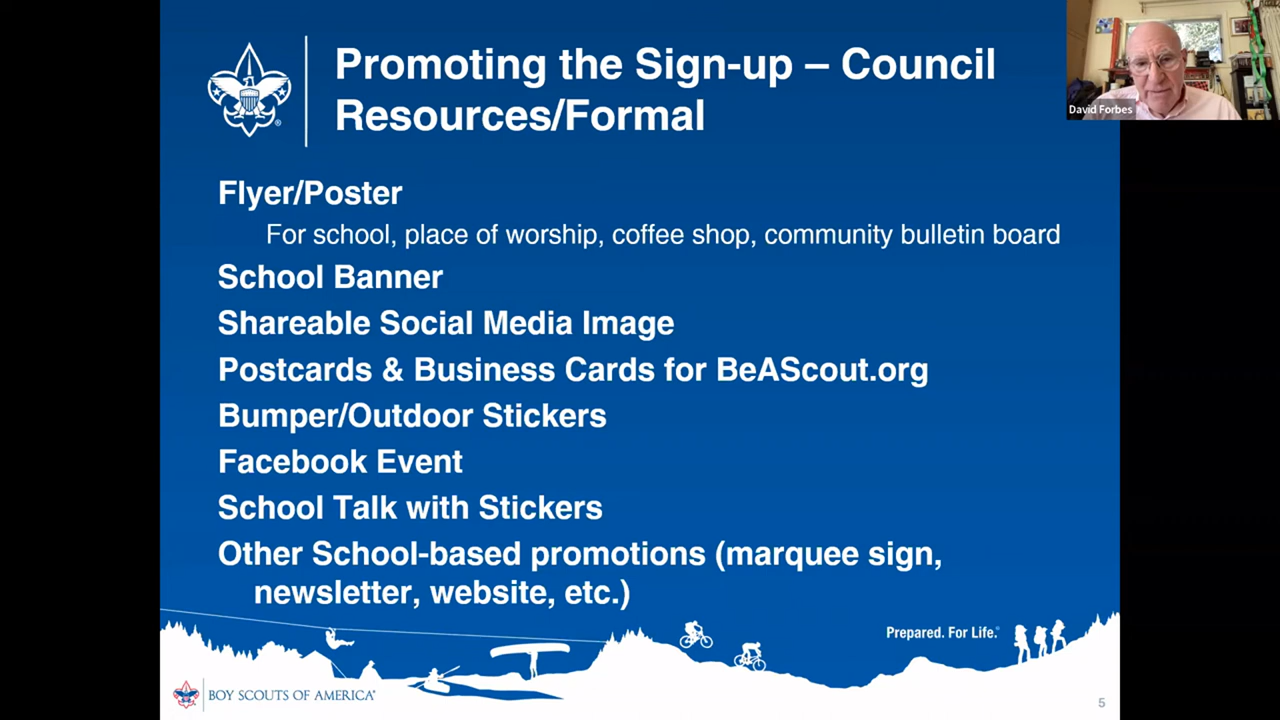 Promoting the Sign-up – Council
Resources/Formal
David Forbes
Flyer/Poster
For school, place of worship, coffee shop, community bulletin board
School Banner
Shareable Social Media Image
Postcards & Business Cards for BeAScout.org
Bumper/Outdoor Stickers
Facebook Event
School Talk with Stickers
Other School-based promotions (marquee sign,
newsletter, website, etc.)
Prepared. For Life.®
BOY SCOUTS OF AMERICA®
5